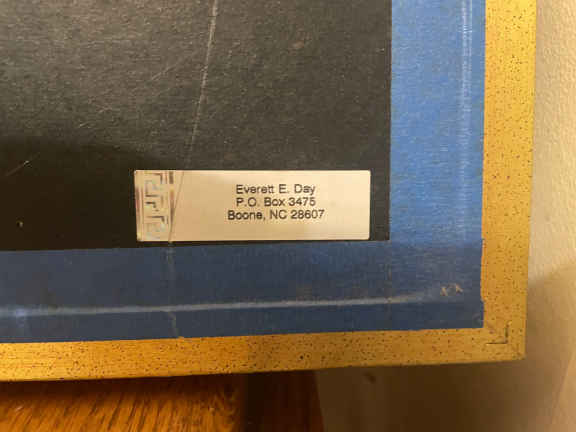 Everett E. Day
P.O. Box 3475
Boone, NC 28607